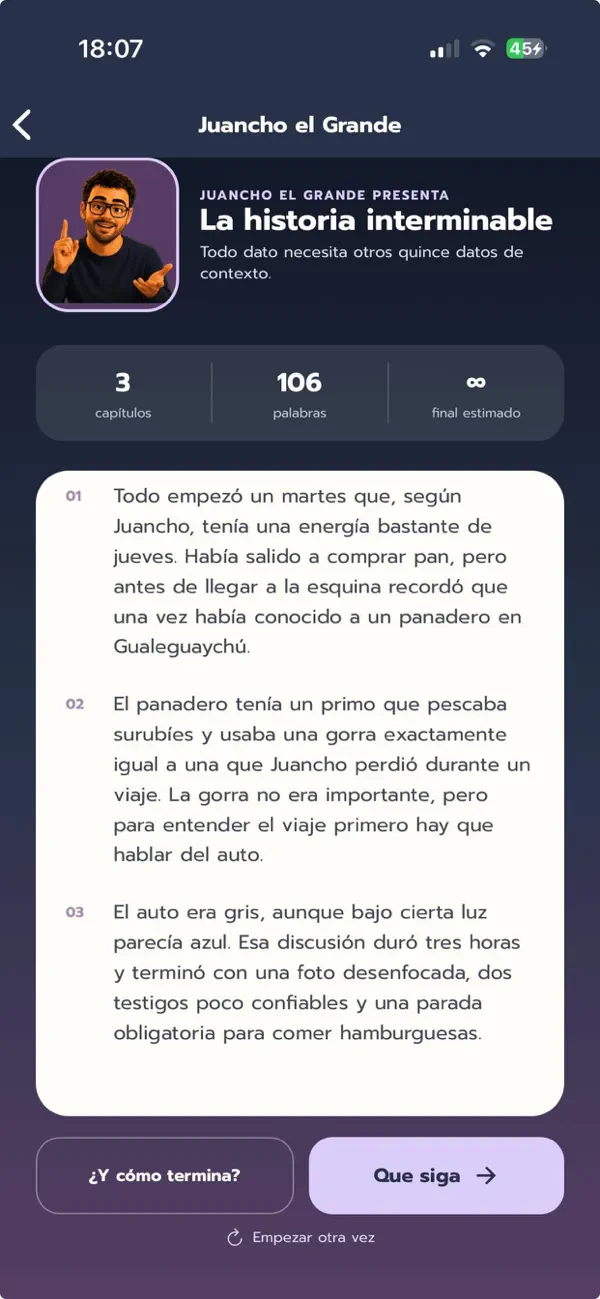 18:07
45
Juancho el Grande
JUANCHO EL GRANDE PRESENTA
La historia interminable
Todo dato necesita otros quince datos de
contexto.
3
capítulos
106
palabras
∞
final estimado
01
Todo empezó un martes que, según
Juancho, tenía una energía bastante de
jueves. Había salido a comprar pan, pero
antes de llegar a la esquina recordó que
una vez había conocido a un panadero en
Gualeguaychú.
02
El panadero tenía un primo que pescaba
surubíes y usaba una gorra exactamente
igual a una que Juancho perdió durante un
viaje. La gorra no era importante, pero
para entender el viaje primero hay que
hablar del auto.
03
El auto era gris, aunque bajo cierta luz
parecía azul. Esa discusión duró tres horas
y terminó con una foto desenfocada, dos
testigos poco confiables y una parada
obligatoria para comer hamburguesas.
¿Y cómo termina?
Que siga →
Empezar otra vez